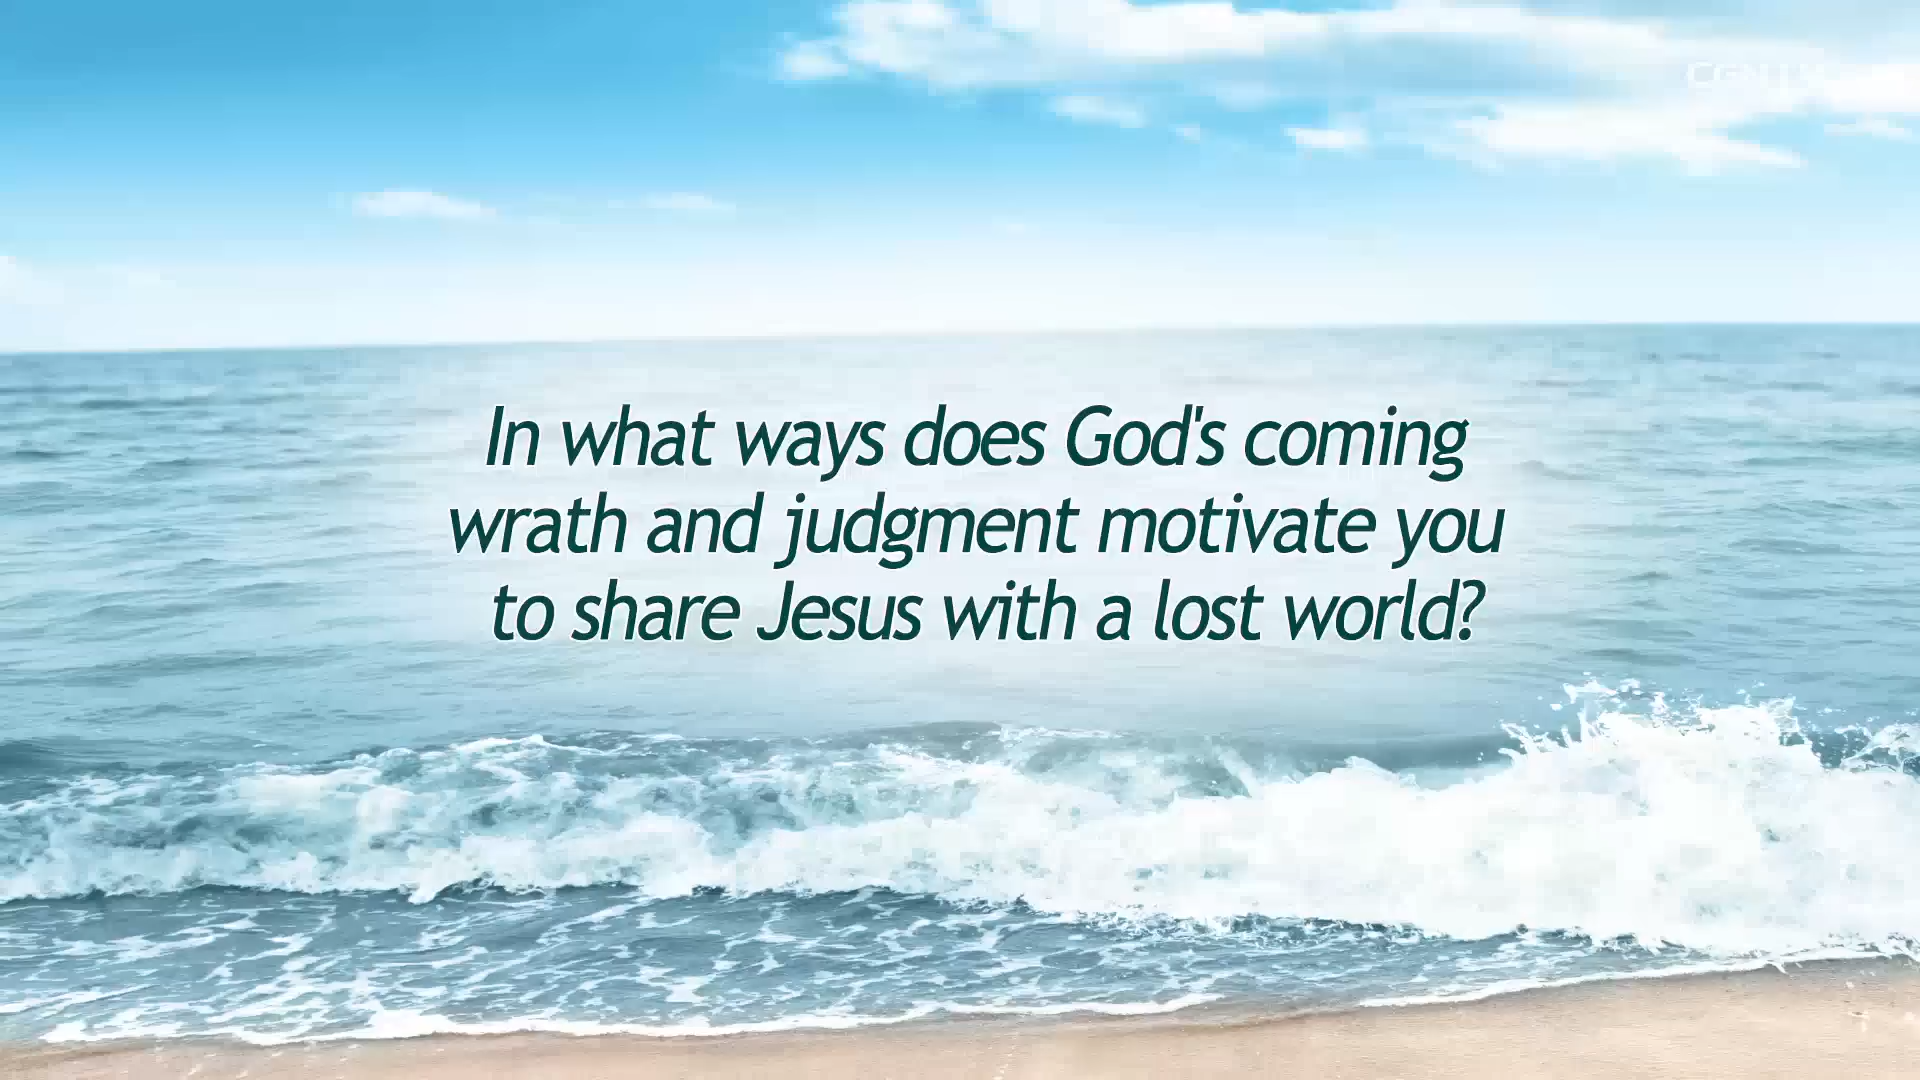 In what ways does God's coming
wrath and judgment motivate you
to share Jesus with a lost world?